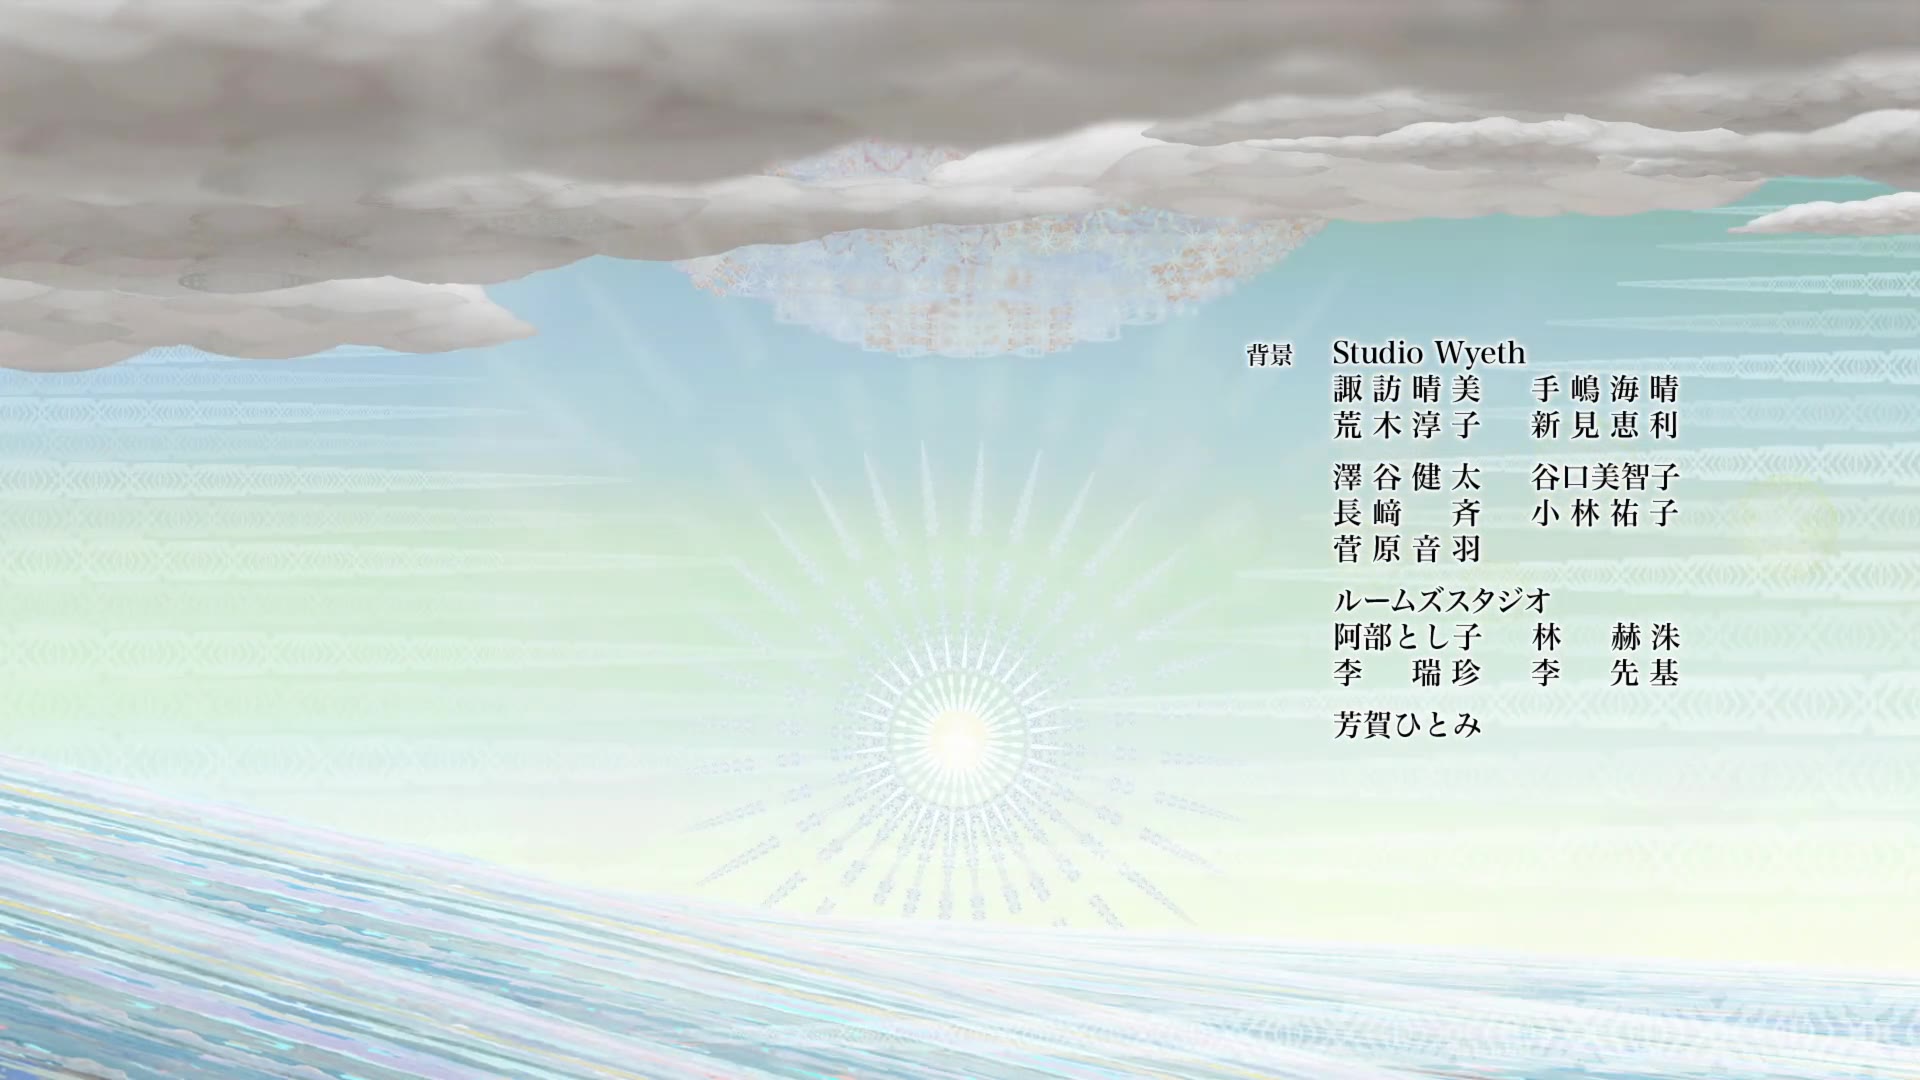 背景 Studio Wyeth
諏訪晴美 手嶋海晴
荒木淳子 新見恵利
澤谷健太 谷口美智子
長﨑 斉 小林祐子
菅原音羽
ルームズスタジオ
阿部とし子 林 赫洙
李 瑞珍 李 先基
芳賀ひとみ